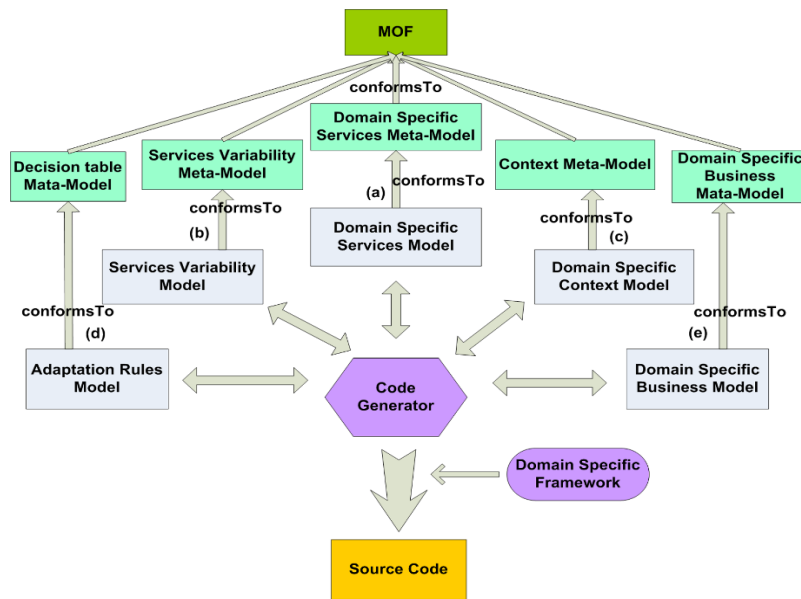 MOF
conformsTo
Domain Specific
Services Meta-Model
Decision table
Mata-Model
Services Variability
Meta-Model
Context Meta-Model
Domain Specific
Business
Mata-Model
(a)
conformsTo
conformsTo
(b)
conformsTo
(c)
Domain Specific
Services Model
Services Variability
Model
Domain Specific
Context Model
conformsTo
(d)
conformsTo
(e)
Adaptation Rules
Model
Code
Generator
Domain Specific
Business Model
Domain Specific
Framework
Source Code